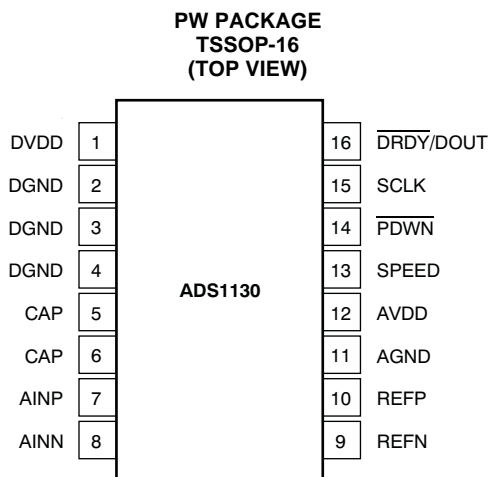 PW PACKAGE
TSSOP-16
(TOP VIEW)
DVDD 1 16 DRDY/DOUT
DGND 2 15 SCLK
DGND 3 14 PDWN
DGND 4 13 SPEED
ADS1130
CAP 5 12 AVDD
CAP 6 11 AGND
AINP 7 10 REFP
AINN 8 9 REFN